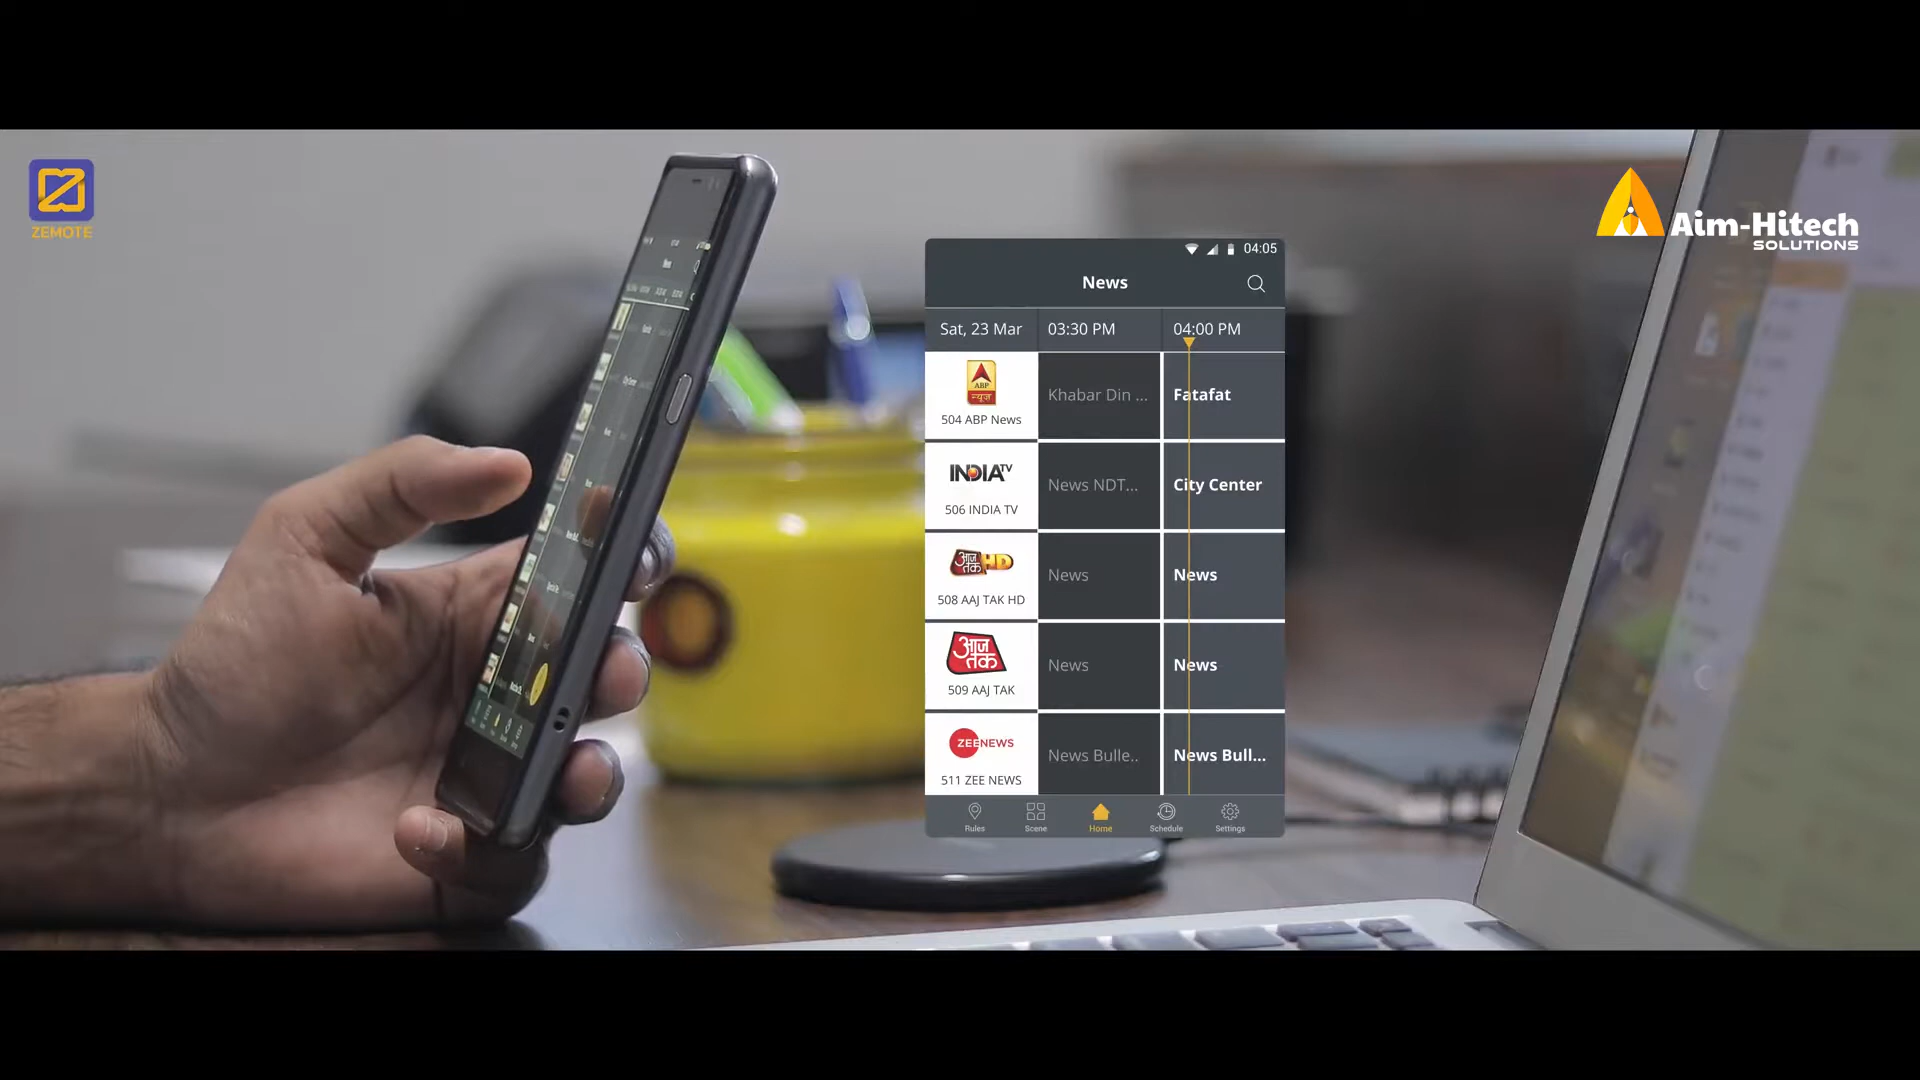 ZEMOTE
Aim-Hitech
SOLUTIONS
04:05
News
Sat, 23 Mar
03:30 PM
04:00 PM
ABP
न्यूज़
504 ABP News
Khabar Din ...
Fatafat
INDIA TV
506 INDIA TV
News NDT...
City Center
आज तक HD
508 AAJ TAK HD
News
News
आज
तक
509 AAJ TAK
News
News
ZEENEWS
511 ZEE NEWS
News Bulle..
News Bull...
Rules
Scene
Home
Schedule
Settings